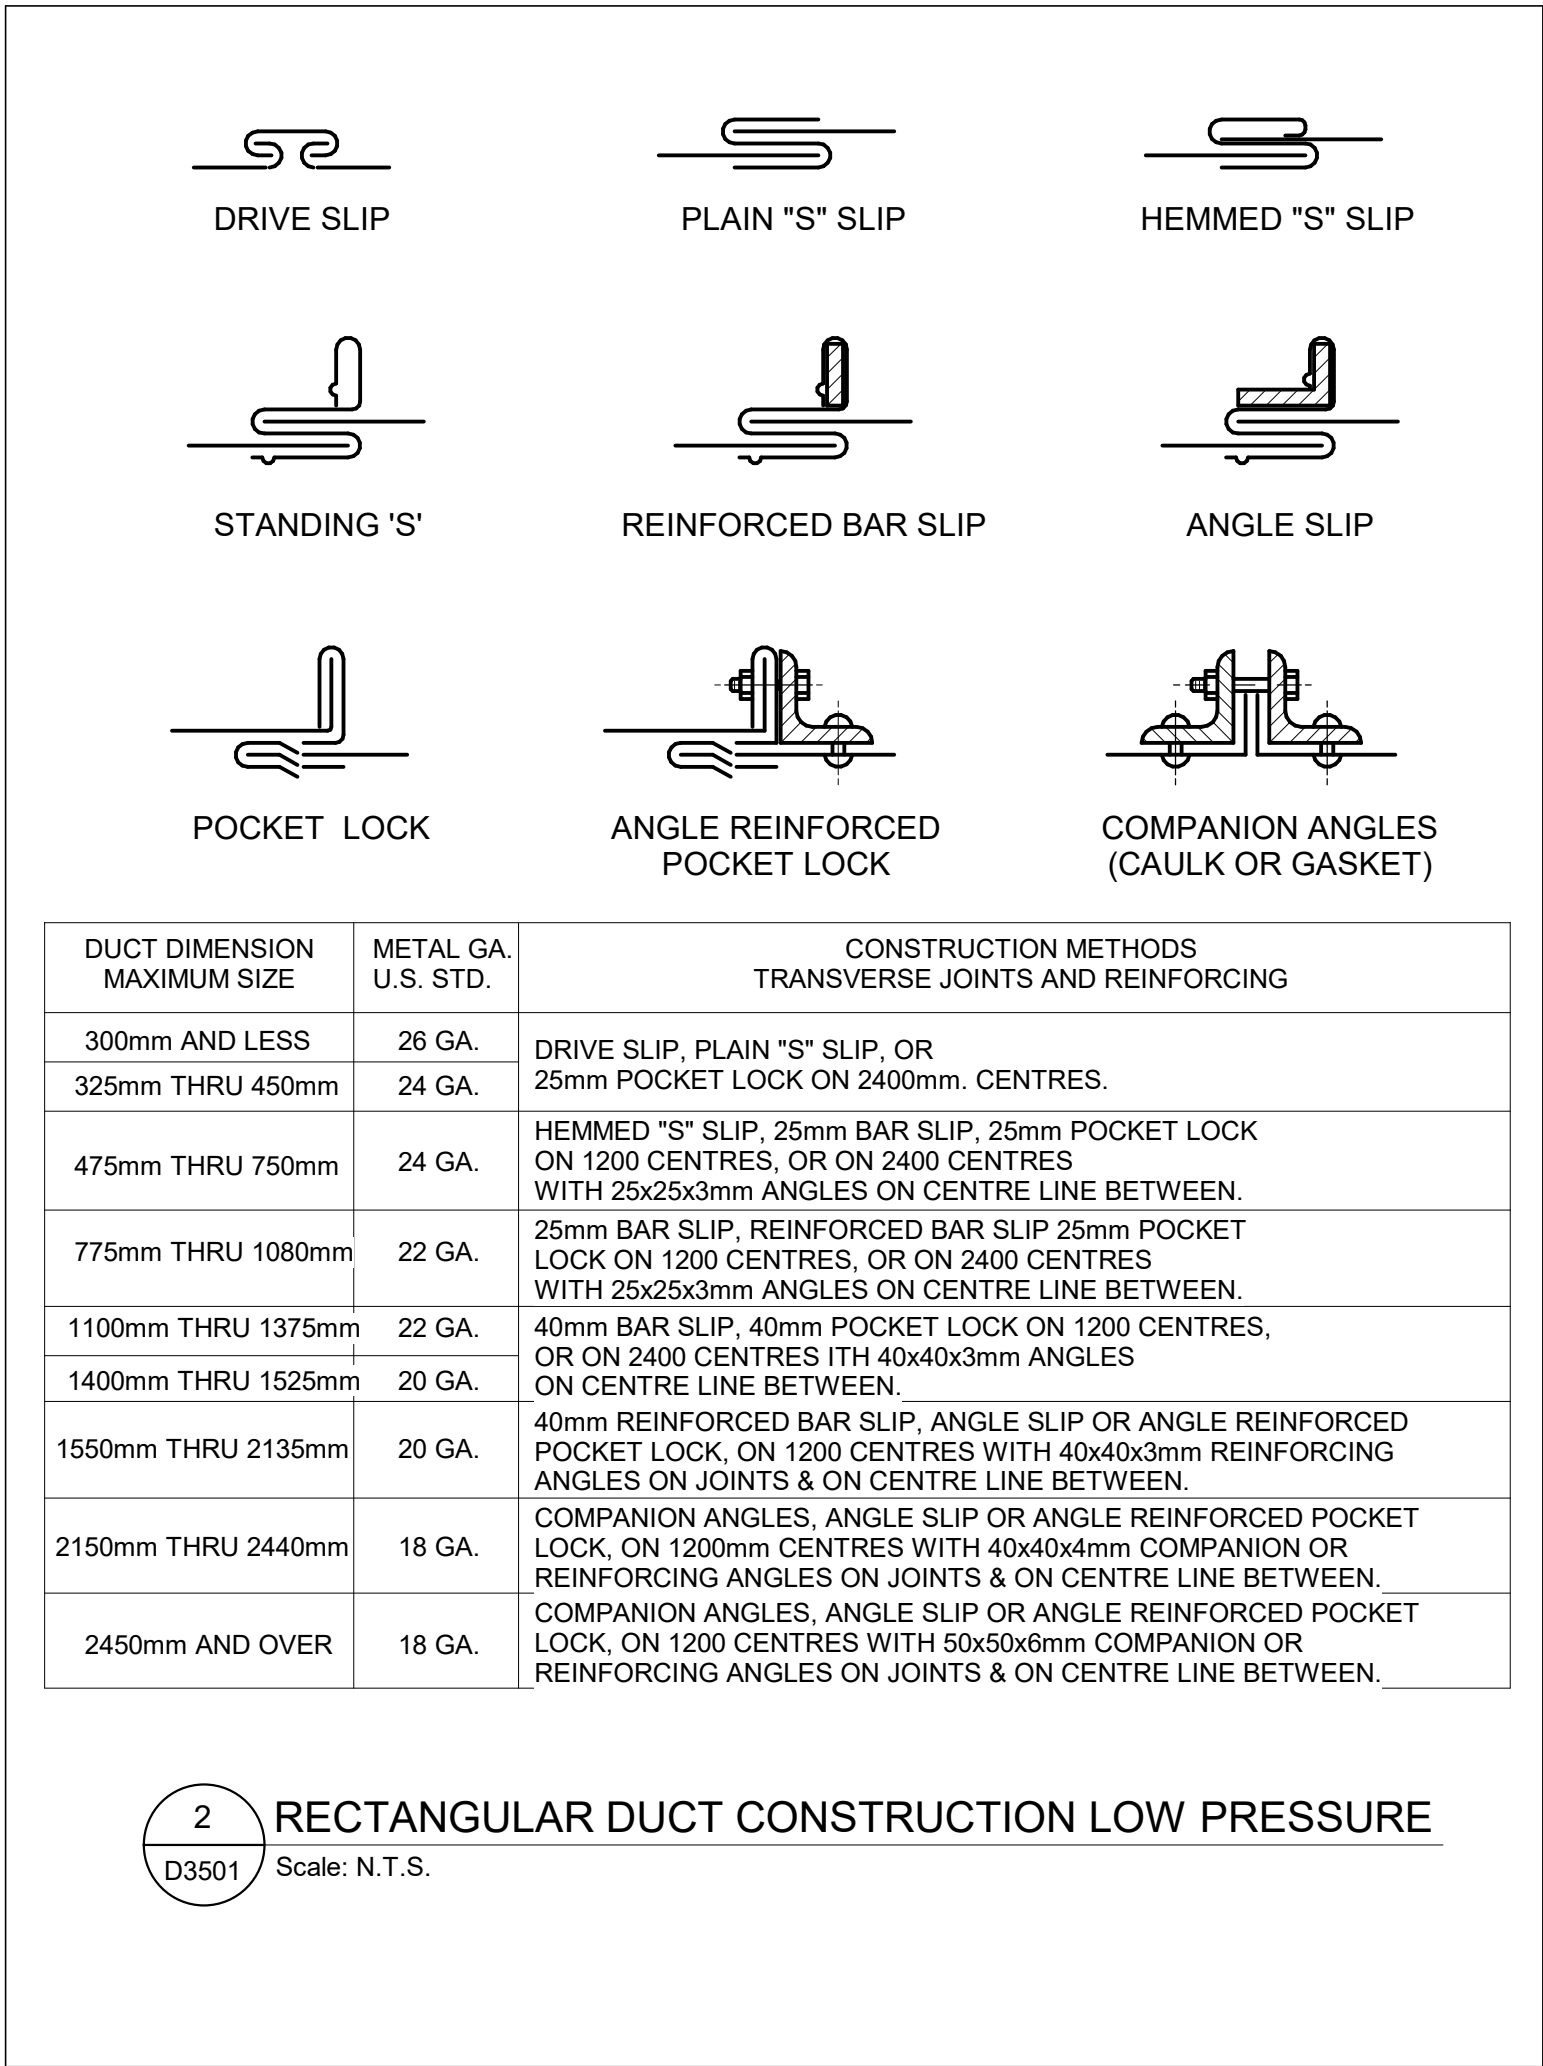 DRIVE SLIP
PLAIN "S" SLIP
HEMMED "S" SLIP
STANDING 'S'
REINFORCED BAR SLIP
ANGLE SLIP
POCKET LOCK
ANGLE REINFORCED
POCKET LOCK
COMPANION ANGLES
(CAULK OR GASKET)
DUCT DIMENSION
MAXIMUM SIZE
METAL GA.
U.S. STD.
CONSTRUCTION METHODS
TRANSVERSE JOINTS AND REINFORCING
300mm AND LESS
26 GA.
325mm THRU 450mm
24 GA.
DRIVE SLIP, PLAIN "S" SLIP, OR
25mm POCKET LOCK ON 2400mm. CENTRES.
475mm THRU 750mm
24 GA.
HEMMED "S" SLIP, 25mm BAR SLIP, 25mm POCKET LOCK
ON 1200 CENTRES, OR ON 2400 CENTRES
WITH 25x25x3mm ANGLES ON CENTRE LINE BETWEEN.
775mm THRU 1080mm
22 GA.
25mm BAR SLIP, REINFORCED BAR SLIP 25mm POCKET
LOCK ON 1200 CENTRES, OR ON 2400 CENTRES
WITH 25x25x3mm ANGLES ON CENTRE LINE BETWEEN.
1100mm THRU 1375mm
22 GA.
1400mm THRU 1525mm
20 GA.
40mm BAR SLIP, 40mm POCKET LOCK ON 1200 CENTRES,
OR ON 2400 CENTRES ITH 40x40x3mm ANGLES
ON CENTRE LINE BETWEEN.
1550mm THRU 2135mm
20 GA.
40mm REINFORCED BAR SLIP, ANGLE SLIP OR ANGLE REINFORCED
POCKET LOCK, ON 1200 CENTRES WITH 40x40x3mm REINFORCING
ANGLES ON JOINTS & ON CENTRE LINE BETWEEN.
2150mm THRU 2440mm
18 GA.
COMPANION ANGLES, ANGLE SLIP OR ANGLE REINFORCED POCKET
LOCK, ON 1200mm CENTRES WITH 40x40x4mm COMPANION OR
REINFORCING ANGLES ON JOINTS & ON CENTRE LINE BETWEEN.
2450mm AND OVER
18 GA.
COMPANION ANGLES, ANGLE SLIP OR ANGLE REINFORCED POCKET
LOCK, ON 1200 CENTRES WITH 50x50x6mm COMPANION OR
REINFORCING ANGLES ON JOINTS & ON CENTRE LINE BETWEEN.
2
D3501
RECTANGULAR DUCT CONSTRUCTION LOW PRESSURE
Scale: N.T.S.